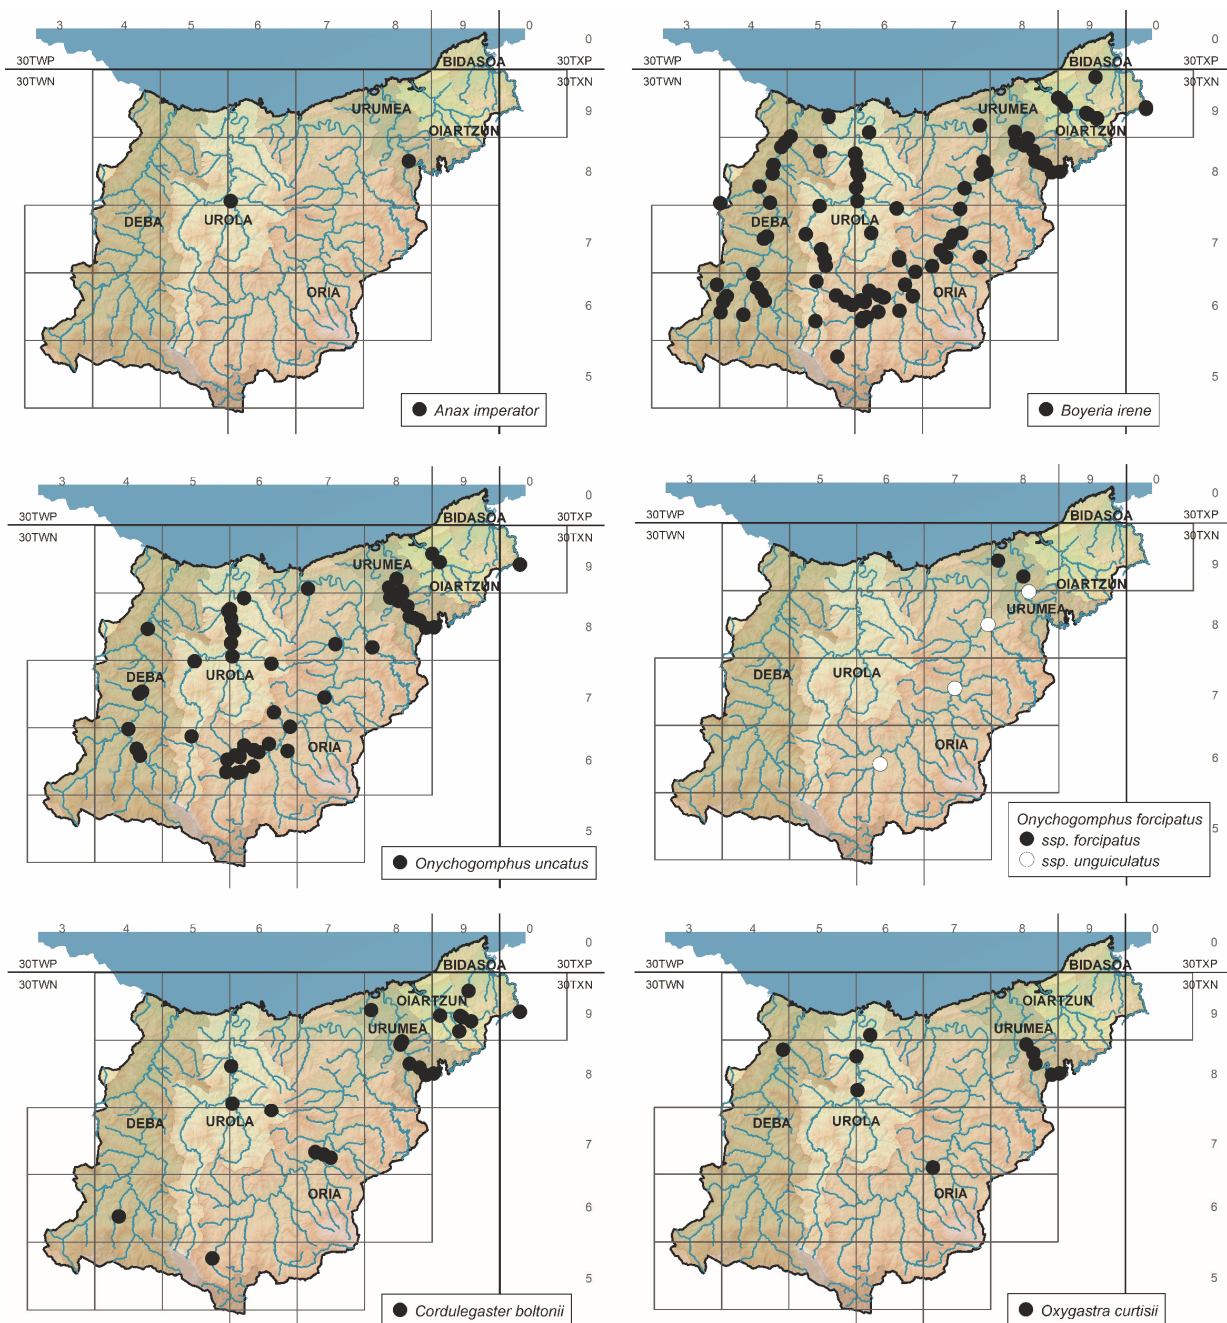 3 4 5 6 7 8 9 0
0
30TWP BIDASOA 30TXP
30TWN 30TXN
URUMEA 9
OIARTZUN
8
DEBA UROLA
7
ORIA 6
5
Anax imperator
3 4 5 6 7 8 9 0
0
30TWP BIDASOA 30TXP
30TWN 30TXN
URUMEA 9
OIARTZUN
8
DEBA UROLA
7
ORIA 6
5
Boyeria irene
3 4 5 6 7 8 9 0
0
30TWP BIDASOA 30TXP
30TWN 30TXN
URUMEA 9
OIARTZUN
8
DEBA UROLA
7
ORIA
6
5
Onychogomphus uncatus
3 4 5 6 7 8 9 0
0
30TWP BIDASOA 30TXP
30TWN 30TXN
9
OIARTZUN
URUMEA
8
DEBA UROLA
7
ORIA
6
5
Onychogomphus forcipatus
ssp. forcipatus
ssp. unguiculatus
3 4 5 6 7 8 9 0
0
30TWP BIDASOA 30TXP
30TWN 30TXN
OIARTZUN
9
URUMEA
8
DEBA UROLA
7
ORIA
6
5
Cordulegaster boltonii
3 4 5 6 7 8 9 0
0
30TWP BIDASOA 30TXP
30TWN 30TXN
OIARTZUN
9
URUMEA
8
DEBA UROLA
7
ORIA
6
5
Oxygastra curtisii